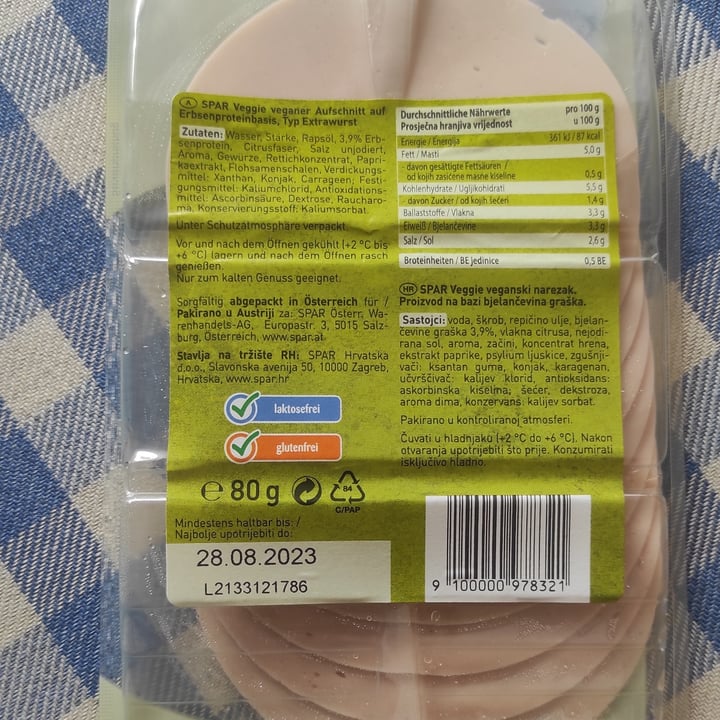 A SPAR Veggie veganer Aufschnitt auf
Erbsenproteinbasis, Typ Extrawurst
Zutaten: Wasser, Stärke, Rapsöl, 3,9% Erb-
senprotein, Citrusfaser, Salz unjodiert,
Aroma, Gewürze, Rettichkonzentrat, Papri-
kaextrakt, Flohsamenschalen, Verdickungs-
mittel: Xanthan, Konjak, Carrageen; Festi-
gungsmittel: Kaliumchlorid, Antioxidations-
mittel: Ascorbinsäure, Dextrose, Raucharo-
ma, Konservierungsstoff: Kaliumsorbat.
Unter Schutzatmosphäre verpackt.
Vor und nach dem Öffnen gekühlt (+2 °C bis
+6 °C) lagern und nach dem Öffnen rasch
genießen.
Nur zum kalten Genuss geeignet.
Sorgfältig abgepackt in Österreich für /
Pakirano u Austriji za: SPAR Österr. Wa-
renhandels-AG, Europastr. 3, 5015 Salz-
burg, Österreich, www.spar.at
Stavlja na tržište RH: SPAR Hrvatska
d.o.o., Slavonska avenija 50, 10000 Zagreb,
Hrvatska, www.spar.hr
laktosefrei
glutenfrei
℮ 80 g
84
C/PAP
Mindestens haltbar bis: /
Najbolje upotrijebiti do:
28.08.2023
L2133121786
Durchschnittliche Nährwerte pro 100 g
Prosječna hranjiva vrijednost u 100 g
Energie / Energija 361 kJ / 87 kcal
Fett / Masti 5,0 g
- davon gesättigte Fettsäuren /
od kojih zasićene masne kiseline 0,5 g
Kohlenhydrate / Ugljikohidrati 5,5 g
- davon Zucker / od kojih šećeri 1,4 g
Ballaststoffe / Vlakna 3,3 g
Eiweiß / Bjelančevine 3,3 g
Salz / Sol 2,6 g
Broteinheiten / BE jedinice 0,5 BE
HR SPAR Veggie veganski narezak.
Proizvod na bazi bjelančevina graška.
Sastojci: voda, škrob, repičino ulje, bjelan-
čevine graška 3,9%, vlakna citrusa, nejodi-
rana sol, aroma, začini, koncentrat hrena,
ekstrakt paprike, psylium ljuskice, zgušnji-
vači: ksantan guma, konjak, karagenan,
učvršćivač: kalijev klorid, antioksidans:
askorbinska kiselina; šećer, dekstroza,
aroma dima, konzervans: kalijev sorbat.
Pakirano u kontroliranoj atmosferi.
Čuvati u hladnjaku (+2 °C do +6 °C). Nakon
otvaranja upotrijebiti što prije. Konzumirati
isključivo hladno.
9 100000 978321